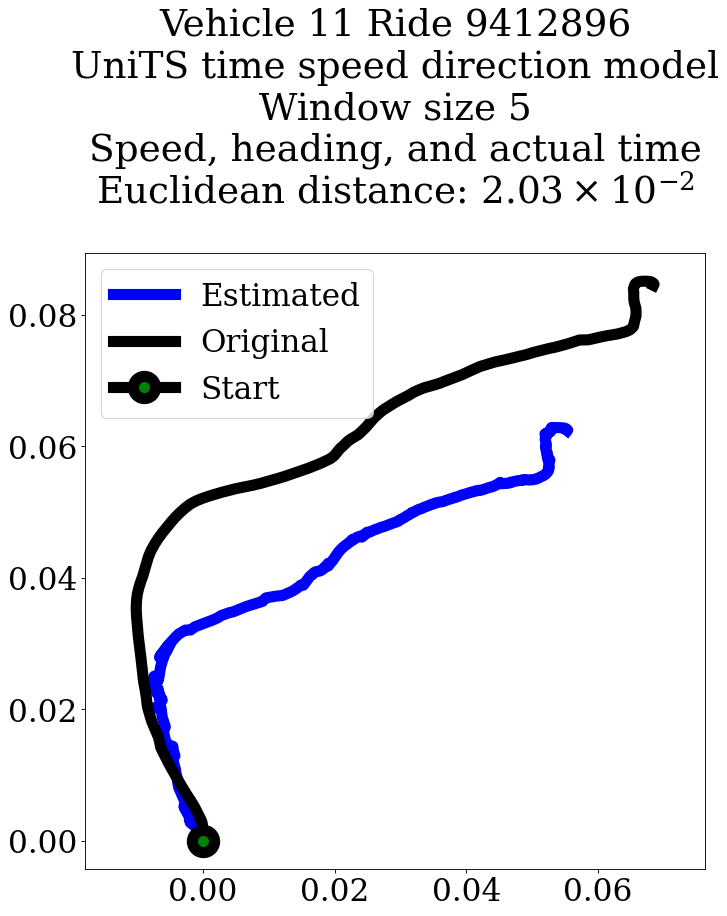 Vehicle 11 Ride 9412896
UniTS time speed direction model
Window size 5
Speed, heading, and actual time
Euclidean distance: 2.03 × 10⁻²
Estimated
Original
Start
0.08
0.06
0.04
0.02
0.00
0.00 0.02 0.04 0.06